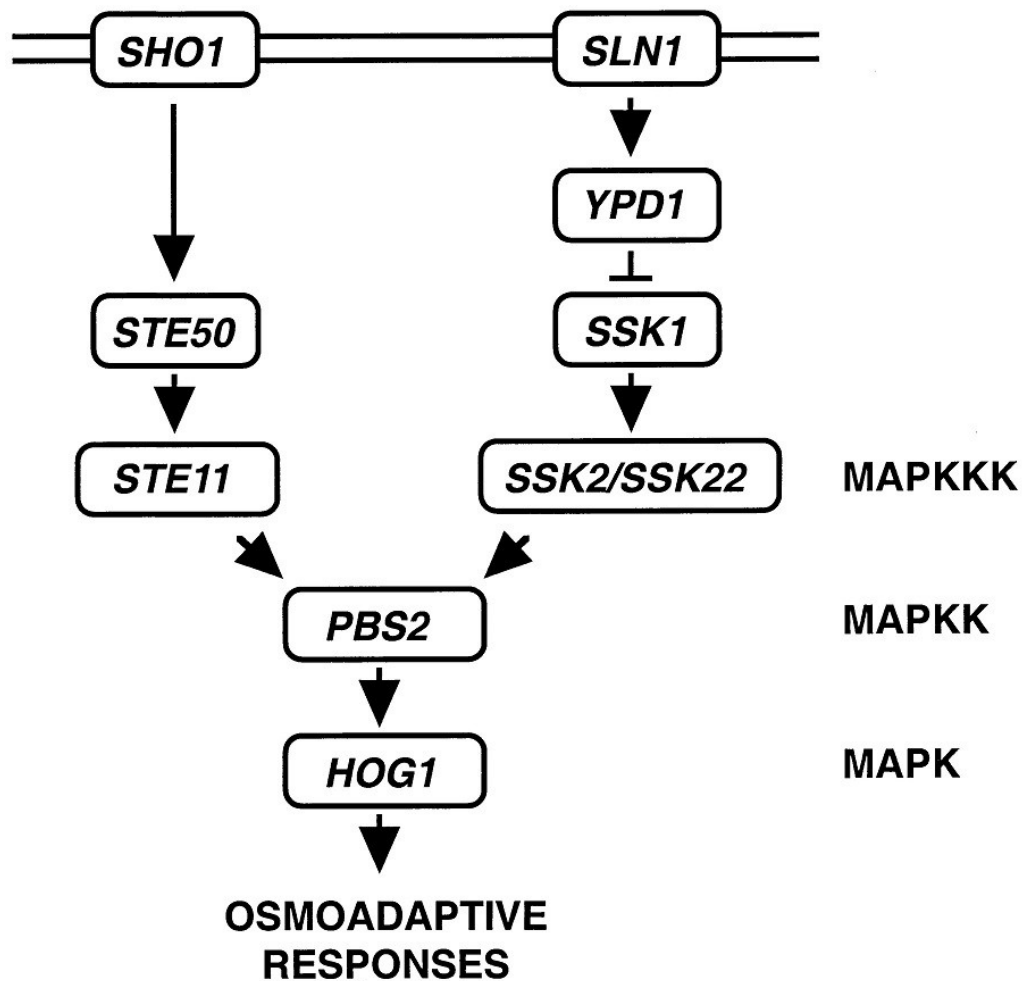 SHO1
SLN1
YPD1
STE50
SSK1
STE11
SSK2/SSK22
MAPKKK
PBS2
MAPKK
HOG1
MAPK
OSMOADAPTIVE
RESPONSES